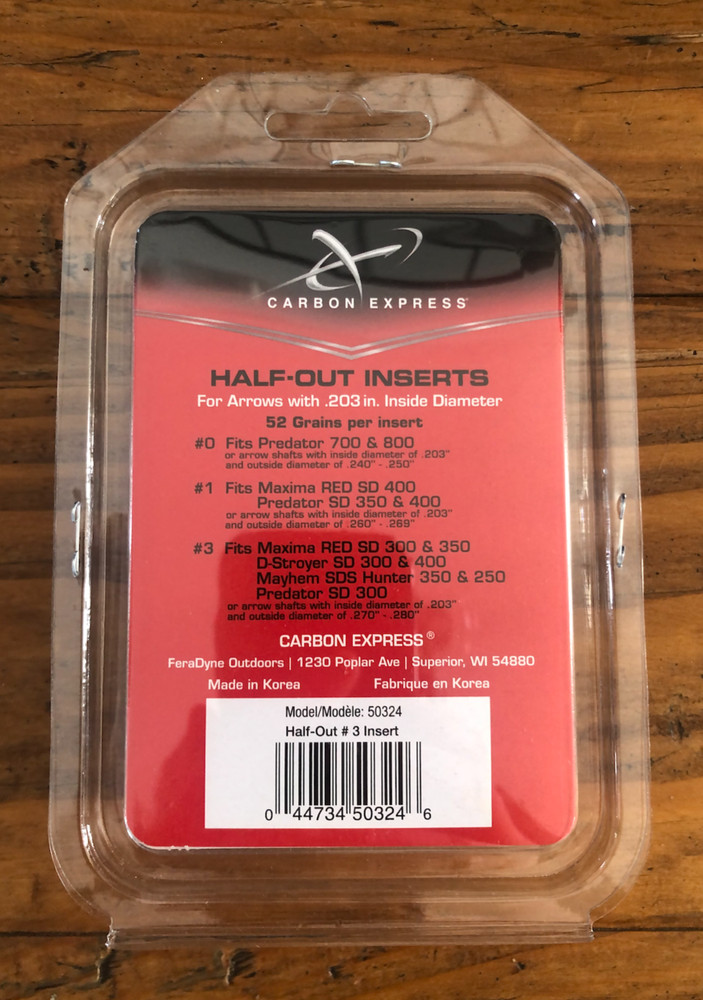 CARBON EXPRESS
HALF-OUT INSERTS
For Arrows with .203 in. Inside Diameter
52 Grains per insert
#0 Fits Predator 700 & 800
or arrow shafts with inside diameter of .203"
and outside diameter of .240" - .250"
#1 Fits Maxima RED SD 400
Predator SD 350 & 400
or arrow shafts with inside diameter of .203"
and outside diameter of .260" - .269"
#3 Fits Maxima RED SD 300 & 350
D-Stroyer SD 300 & 400
Mayhem SDS Hunter 350 & 250
Predator SD 300
or arrow shafts with inside diameter of .203"
and outside diameter of .270" - .280"
CARBON EXPRESS®
FeraDyne Outdoors | 1230 Poplar Ave | Superior, WI 54880
Made in Korea Fabrique en Korea
Model/Modèle: 50324
Half-Out # 3 Insert
0 44734 50324 6